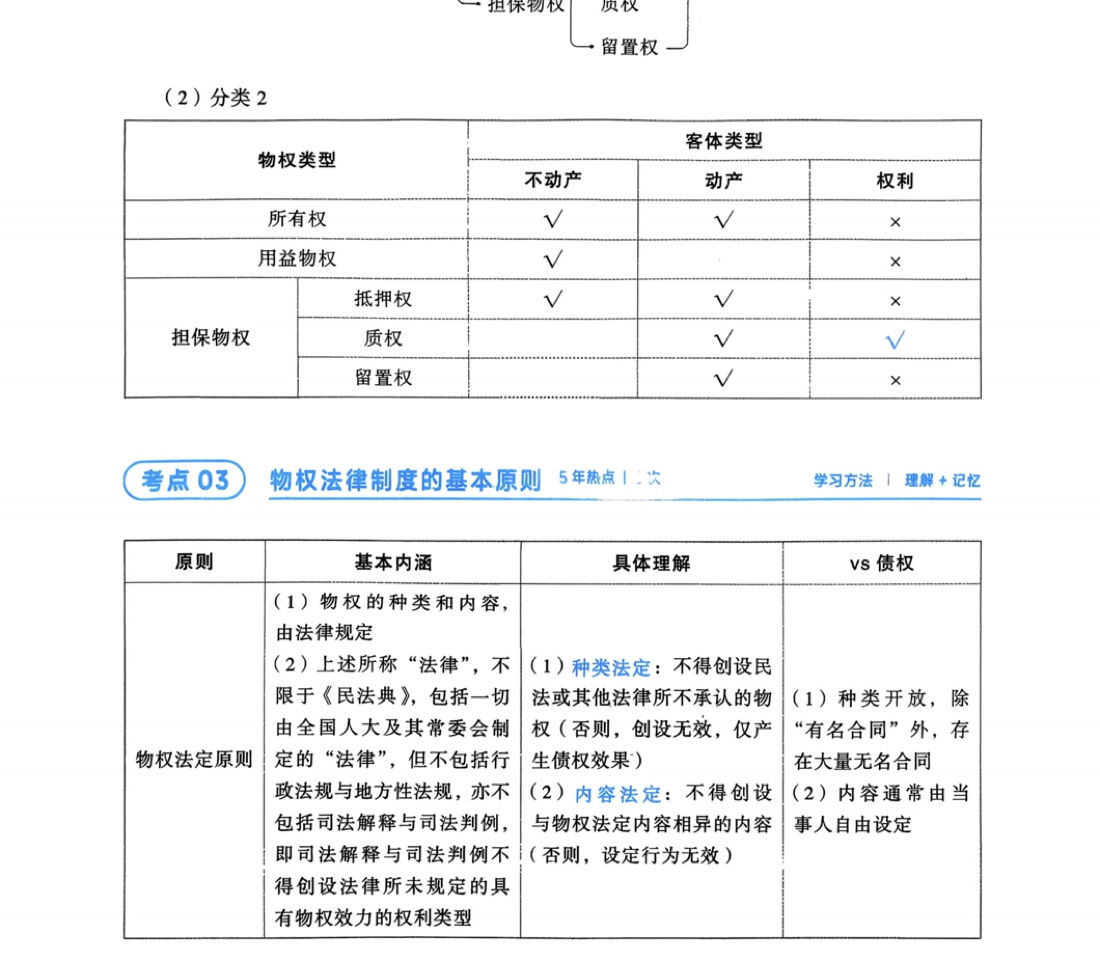 担保物权
质权
留置权
（2）分类 2
物权类型
客体类型
不动产
动产
权利
所有权
√
√
×
用益物权
√
×
担保物权
抵押权
√
√
×
质权
√
√
留置权
√
×
考点 03
物权法律制度的基本原则
5 年热点
次
学习方法 | 理解 + 记忆
原则
基本内涵
具体理解
vs 债权
物权法定原则
（1）物权的种类和内容，
由法律规定
（2）上述所称“法律”，不
限于《民法典》，包括一切
由全国人大及其常委会制
定的“法律”，但不包括行
政法规与地方性法规，亦不
包括司法解释与司法判例，
即司法解释与司法判例不
得创设法律所未规定的具
有物权效力的权利类型
（1）种类法定：不得创设民
法或其他法律所不承认的物
权（否则，创设无效，仅产
生债权效果）
（2）内容法定：不得创设
与物权法定内容相异的内容
（否则，设定行为无效）
（1）种类开放，除
“有名合同”外，存
在大量无名合同
（2）内容通常由当
事人自由设定